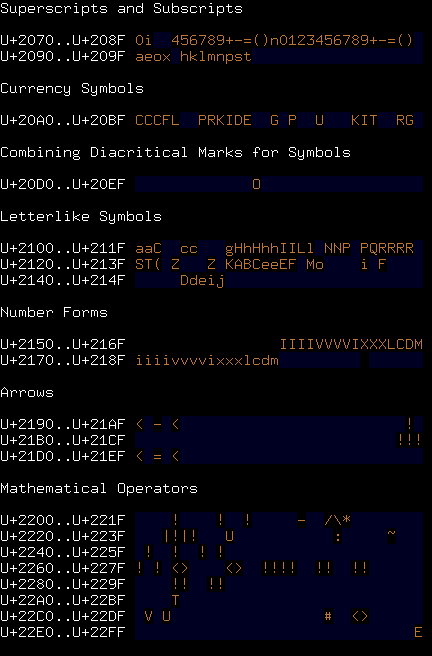 Superscripts and Subscripts
U+2070..U+208F 0i  456789+-=()n0123456789+-=()
U+2090..U+209F aeox hklmnpst
Currency Symbols
U+20A0..U+20BF CCCFL  PRKIDE  G P  U   KIT  RG
Combining Diacritical Marks for Symbols
U+20D0..U+20EF              O
Letterlike Symbols
U+2100..U+211F aaC  cc   gHhHhhIILl NNP PQRRRR
U+2120..U+213F ST( Z   Z KABCeeEF Mo    i F
U+2140..U+214F      Ddeij
Number Forms
U+2150..U+216F                 IIIIVVVVIXXXLCDM
U+2170..U+218F iiiivvvvixxxlcdm
Arrows
U+2190..U+21AF < - <                         !
U+21B0..U+21CF                              !!!
U+21D0..U+21EF < = <
Mathematical Operators
U+2200..U+221F     !    !  !     -  /\*
U+2220..U+223F    |!|!   U           :     ~
U+2240..U+225F  !  !  ! !
U+2260..U+227F ! ! <>    <>  !!!!  !!  !!
U+2280..U+229F     !!  !!
U+22A0..U+22BF     T
U+22C0..U+22DF  V U                 #  <>
U+22E0..U+22FF                               E